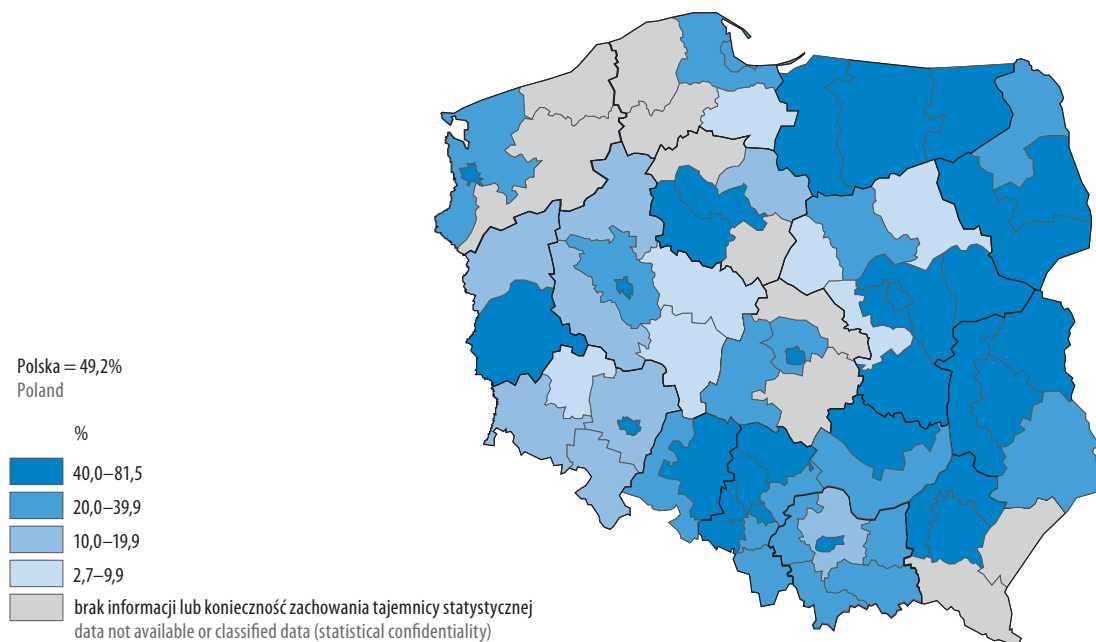 Polska = 49,2%
Poland
%
40,0–81,5
20,0–39,9
10,0–19,9
2,7–9,9
brak informacji lub konieczność zachowania tajemnicy statystycznej
data not available or classified data (statistical confidentiality)